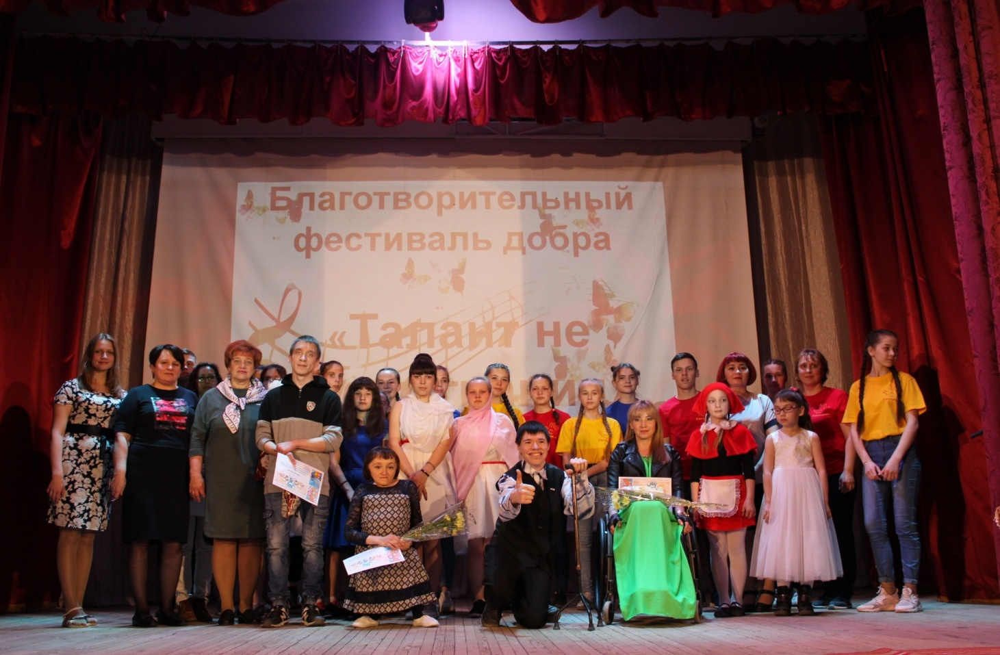 Благотворительный
фестиваль добра
«Талант не